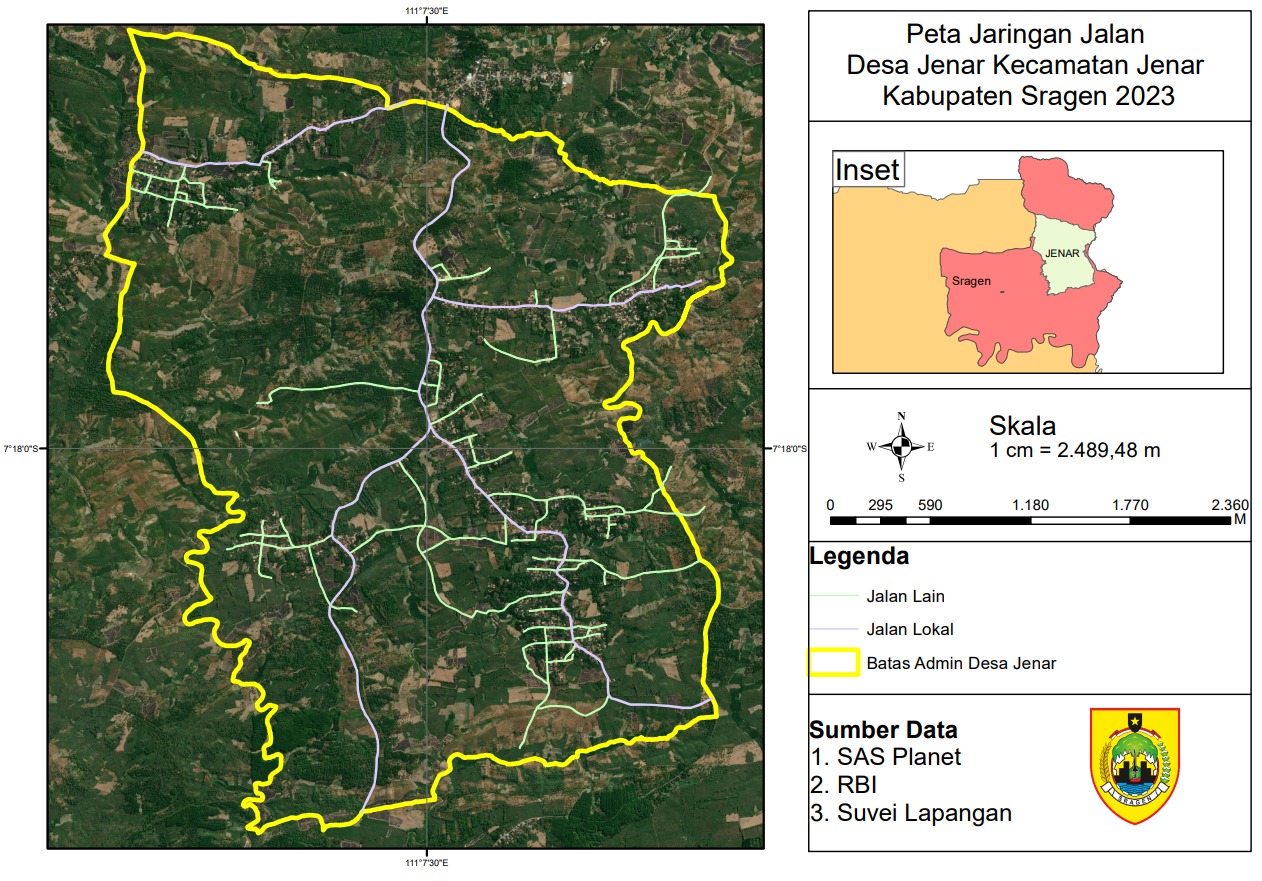 111°7'30"E
Peta Jaringan Jalan
Desa Jenar Kecamatan Jenar
Kabupaten Sragen 2023
Inset
JENAR
Sragen
7°18'0"S
7°18'0"S
N
W
E
S
Skala
1 cm = 2.489,48 m
0 295 590 1.180 1.770 2.360
M
Legenda
Jalan Lain
Jalan Lokal
Batas Admin Desa Jenar
Sumber Data
1. SAS Planet
2. RBI
3. Suvei Lapangan
SRAGEN
111°7'30"E